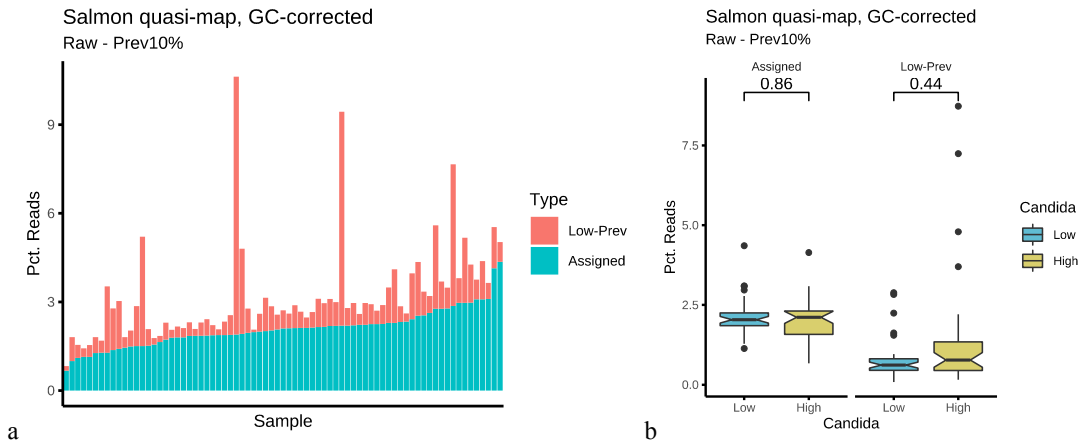 Salmon quasi-map, GC-corrected
Raw - Prev10%
Pct. Reads
9
6
3
0
Sample
Type
Low-Prev
Assigned
a
Salmon quasi-map, GC-corrected
Raw - Prev10%
Assigned
0.86
Low-Prev
0.44
Pct. Reads
7.5
5.0
2.5
0.0
Low
High
Low
High
Candida
Candida
Low
High
b